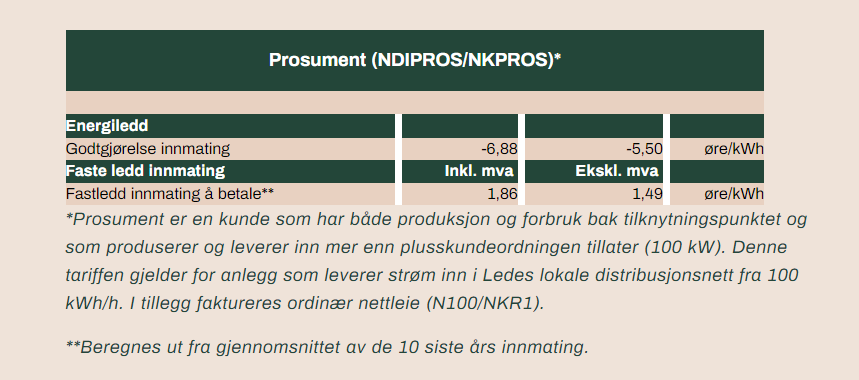 Prosument (NDIPROS/NKPROS)*
Energiledd
Godtgjørelse innmating -6,88 -5,50 øre/kWh
Faste ledd innmating Inkl. mva Ekskl. mva
Fastledd innmating å betale** 1,86 1,49 øre/kWh
*Prosument er en kunde som har både produksjon og forbruk bak tilknytningspunktet og
som produserer og leverer inn mer enn plusskundeordningen tillater (100 kW). Denne
tariffen gjelder for anlegg som leverer strøm inn i Ledes lokale distribusjonsnett fra 100
kWh/h. I tillegg faktureres ordinær nettleie (N100/NKR1).
**Beregnes ut fra gjennomsnittet av de 10 siste års innmating.